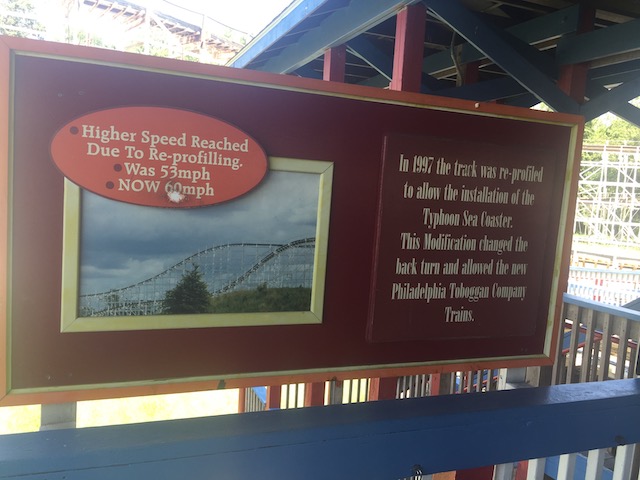 Higher Speed Reached
Due To Re-profilling.
Was 53mph
NOW 60mph
In 1997 the track was re-profiled
to allow the installation of the
Typhoon Sea Coaster.
This Modification changed the
back turn and allowed the new
Philadelphia Toboggan Company
Trains.